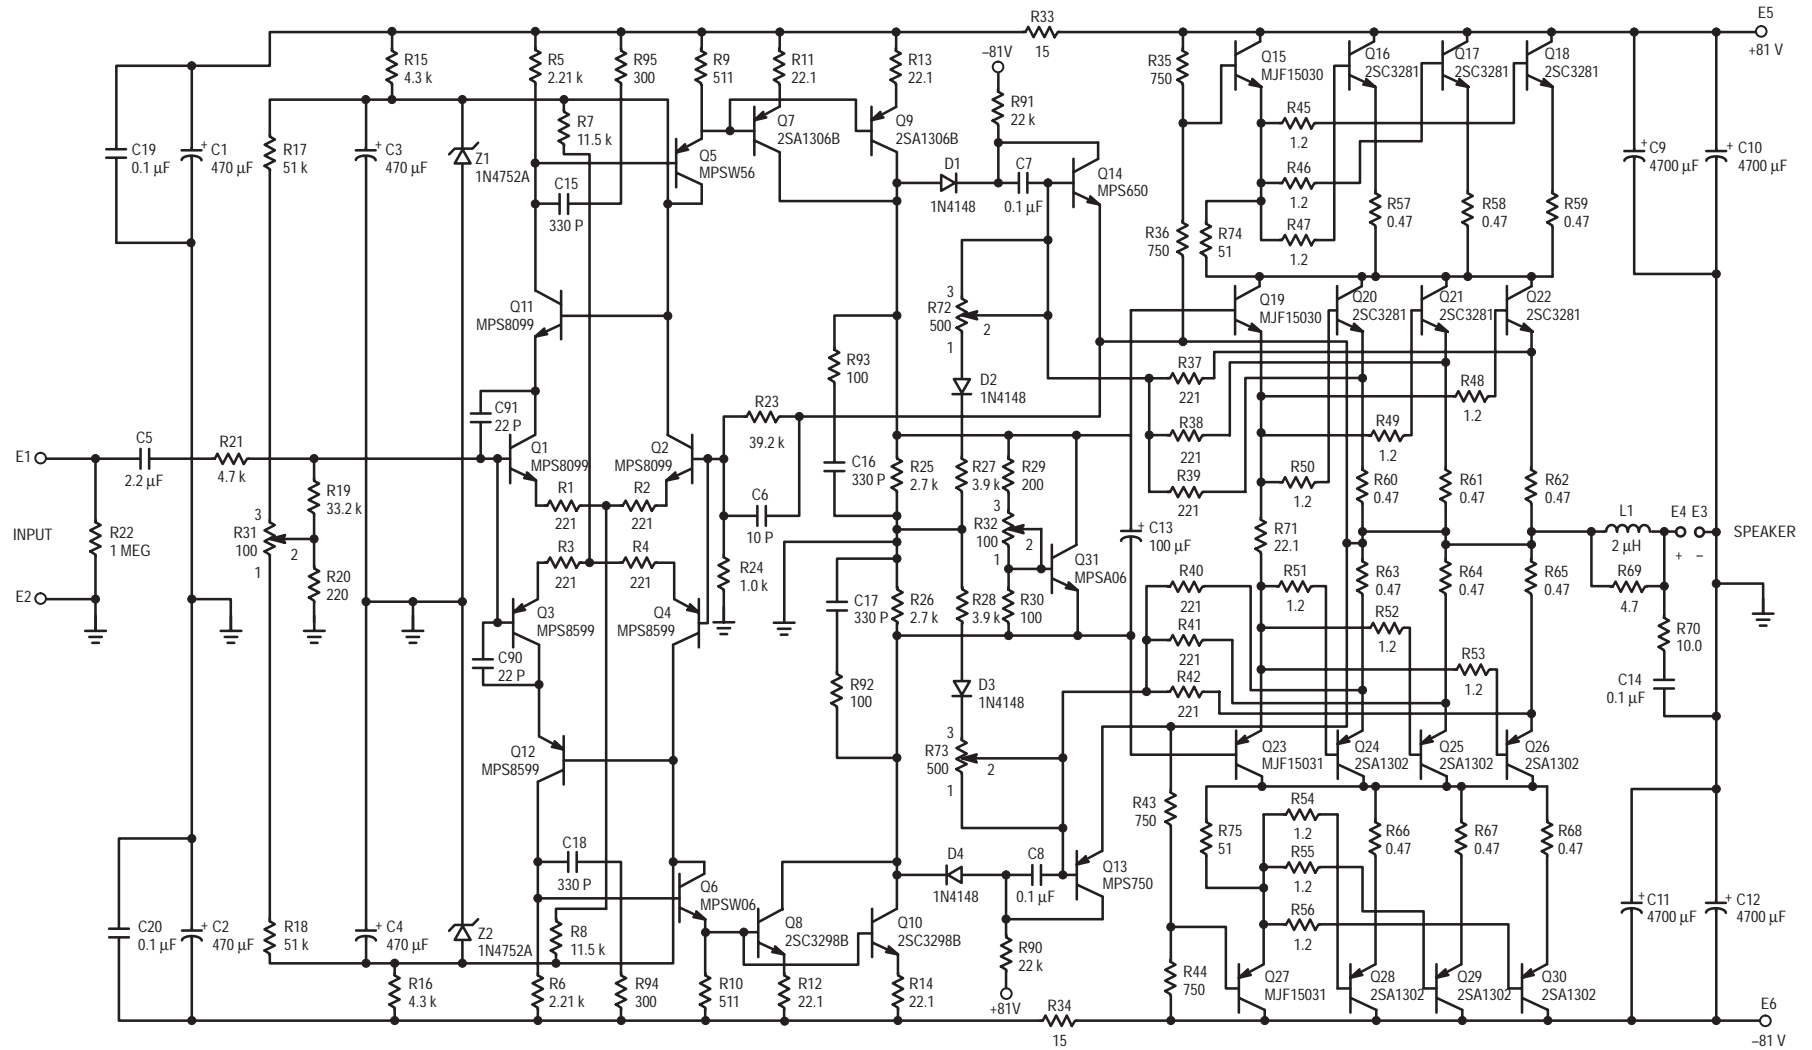 R33
15
E5
+81 V
–81V
R15
4.3 k
R5
2.21 k
R95
300
R9
511
R11
22.1
R13
22.1
R91
22 k
R35
750
Q15
MJF15030
Q16
2SC3281
Q17
2SC3281
Q18
2SC3281
C19
0.1 µF
+ C1
470 µF
R17
51 k
+ C3
470 µF
Z1
1N4752A
R7
11.5 k
Q5
MPSW56
Q7
2SA1306B
Q9
2SA1306B
C15
330 P
D1
1N4148
C7
0.1 µF
Q14
MPS650
R45
1.2
R46
1.2
R47
1.2
R36
750
R74
51
R57
0.47
R58
0.47
R59
0.47
+ C9
4700 µF
+ C10
4700 µF
Q11
MPS8099
3
R72
500
2
1
Q19
MJF15030
Q20
2SC3281
Q21
2SC3281
Q22
2SC3281
R93
100
D2
1N4148
R37
221
R38
221
R39
221
R48
1.2
R49
1.2
R50
1.2
C91
22 P
R23
39.2 k
E1
C5
2.2 µF
R21
4.7 k
Q1
MPS8099
Q2
MPS8099
R19
33.2 k
R1
221
R2
221
C6
10 P
C16
330 P
R25
2.7 k
R27
3.9 k
R29
200
R60
0.47
R61
0.47
R62
0.47
INPUT
R22
1 MEG
3
R31
100
2
1
R3
221
R4
221
3
R32
100
2
1
+ C13
100 µF
R71
22.1
L1
2 µH
E4 E3
+ –
SPEAKER
R24
1.0 k
Q31
MPSA06
R69
4.7
E2
R20
220
Q3
MPS8599
Q4
MPS8599
C17
330 P
R26
2.7 k
R28
3.9 k
R30
100
R40
221
R41
221
R42
221
R51
1.2
R52
1.2
R53
1.2
R63
0.47
R64
0.47
R65
0.47
R70
10.0
C90
22 P
R92
100
D3
1N4148
C14
0.1 µF
Q12
MPS8599
3
R73
500
2
1
Q23
MJF15031
Q24
2SA1302
Q25
2SA1302
Q26
2SA1302
R43
750
R75
51
R54
1.2
R55
1.2
R56
1.2
R66
0.47
R67
0.47
R68
0.47
C18
330 P
Q6
MPSW06
D4
1N4148
C8
0.1 µF
Q13
MPS750
C20
0.1 µF
+ C2
470 µF
R18
51 k
+ C4
470 µF
Z2
1N4752A
R8
11.5 k
Q8
2SC3298B
Q10
2SC3298B
+ C11
4700 µF
+ C12
4700 µF
R16
4.3 k
R6
2.21 k
R94
300
R10
511
R12
22.1
R14
22.1
R90
22 k
+81V
R44
750
Q27
MJF15031
Q28
2SA1302
Q29
2SA1302
Q30
2SA1302
R34
15
E6
–81 V